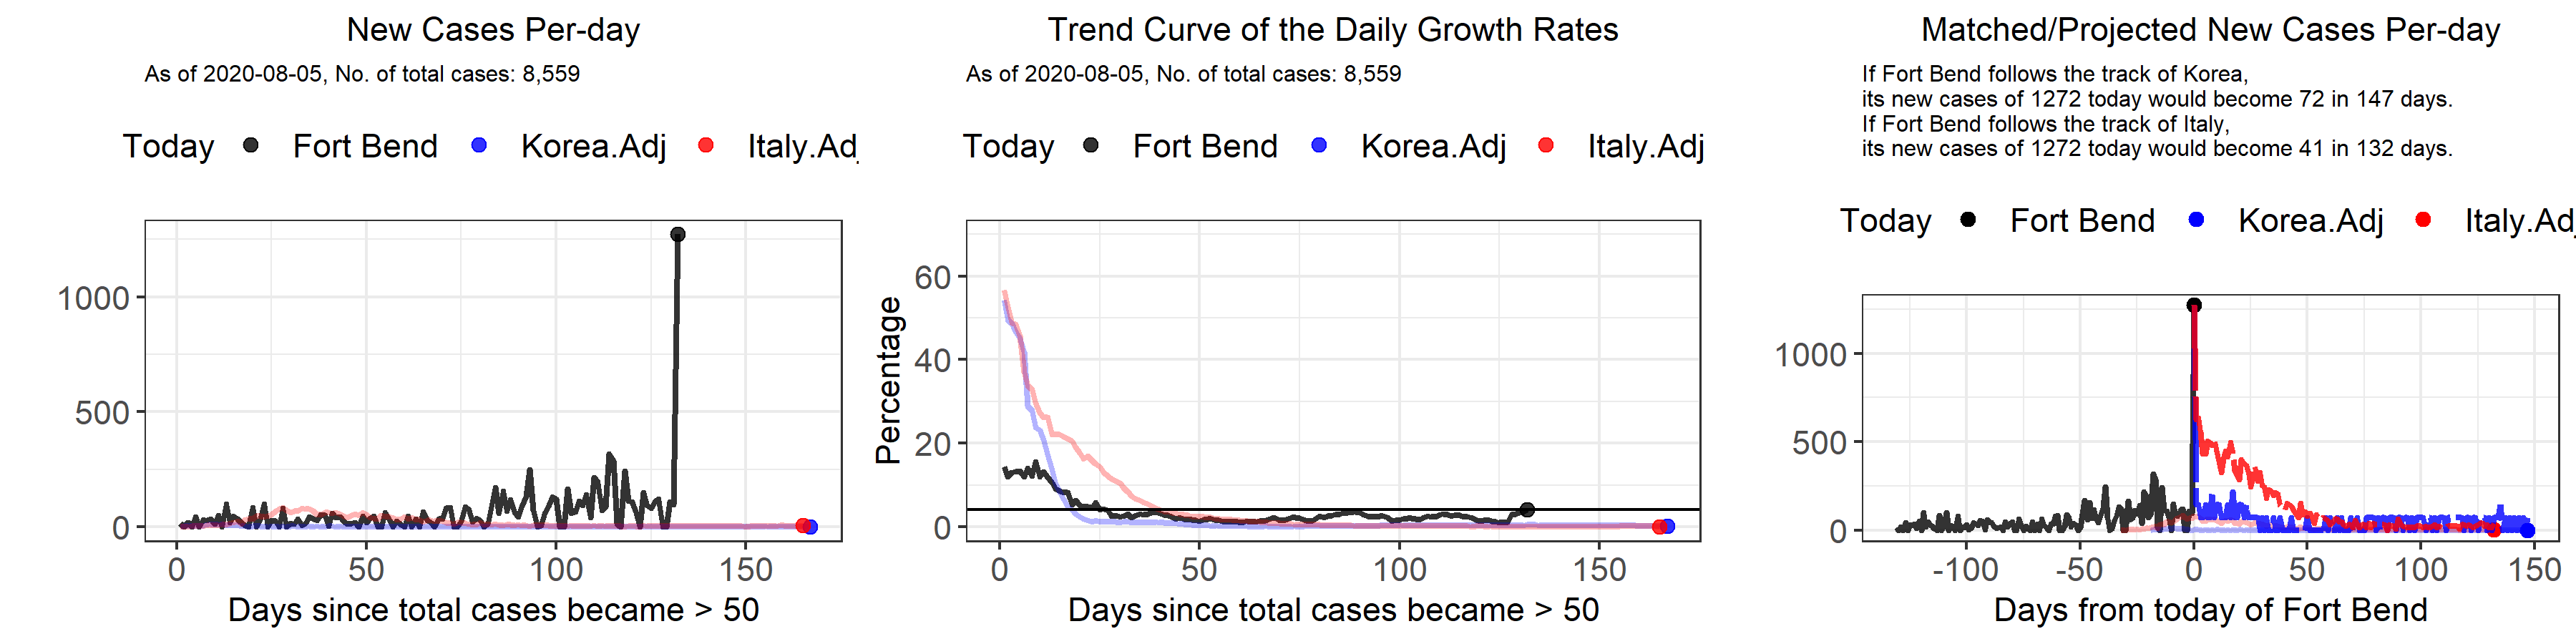 New Cases Per-day
As of 2020-08-05, No. of total cases: 8,559
Today Fort Bend Korea.Adj Italy.Adj
1000
500
0
0 50 100 150
Days since total cases became > 50
Trend Curve of the Daily Growth Rates
As of 2020-08-05, No. of total cases: 8,559
Today Fort Bend Korea.Adj Italy.Adj
Percentage
60
40
20
0
0 50 100 150
Days since total cases became > 50
Matched/Projected New Cases Per-day
If Fort Bend follows the track of Korea,
its new cases of 1272 today would become 72 in 147 days.
If Fort Bend follows the track of Italy,
its new cases of 1272 today would become 41 in 132 days.
Today Fort Bend Korea.Adj Italy.Adj
1000
500
0
-100 -50 0 50 100 150
Days from today of Fort Bend